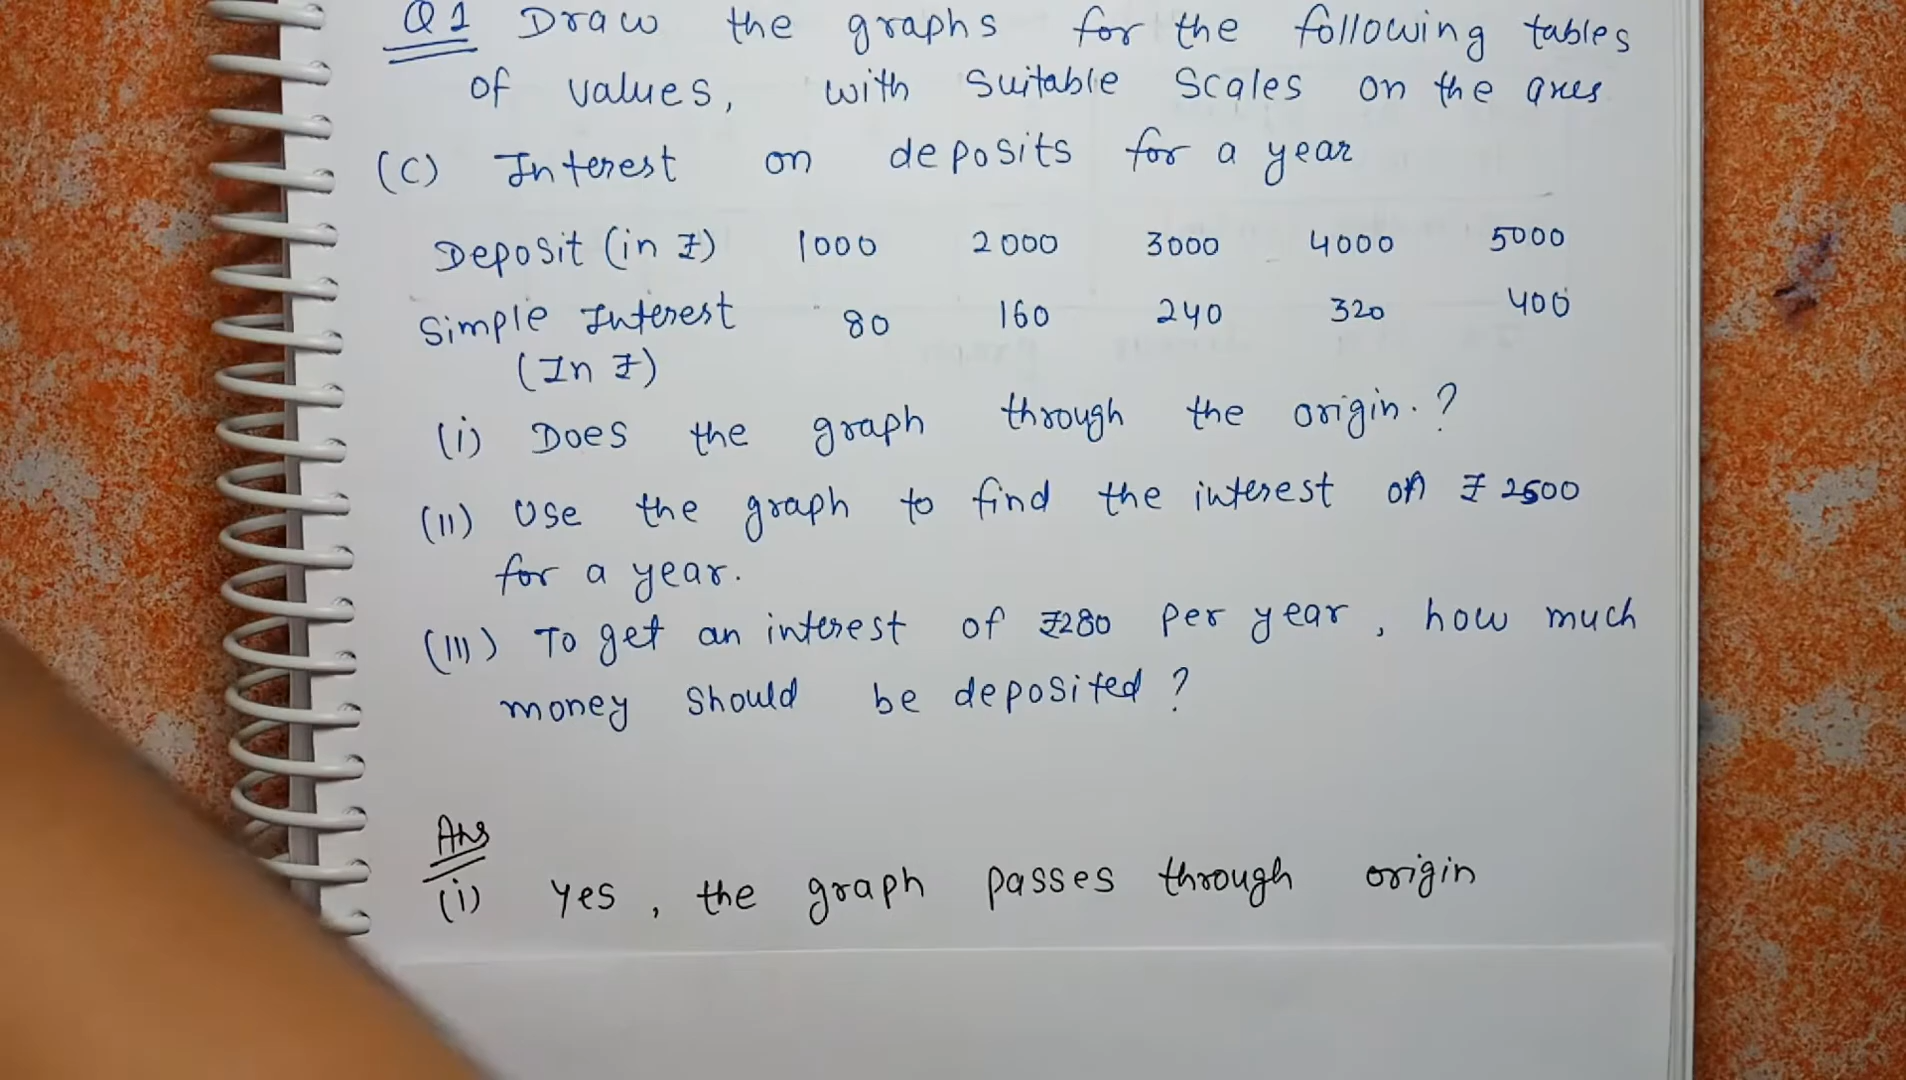 Q1 Draw the graphs for the following tables
of values, with suitable scales on the axes
(C) Interest on deposits for a year
Deposit (in ₹) 1000 2000 3000 4000 5000
Simple Interest 80 160 240 320 400
(In ₹)
(i) Does the graph through the origin.?
(II) Use the graph to find the interest on ₹ 2500
for a year.
(III) To get an interest of ₹280 per year, how much
money should be deposited?
Ans
(i) Yes, the graph passes through origin